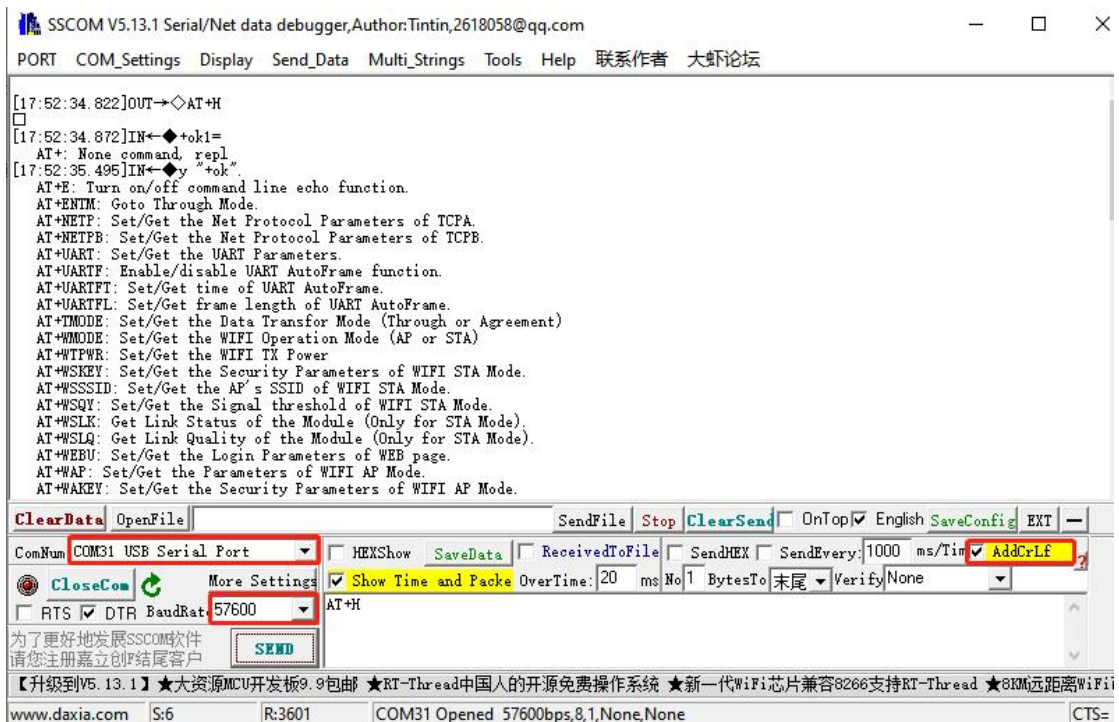 SSCOM V5.13.1 Serial/Net data debugger,Author:Tintin,2618058@qq.com
PORT COM_Settings Display Send_Data Multi_Strings Tools Help 联系作者 大虾论坛
[17:52:34.822]OUT→◇AT+H
□
[17:52:34.872]IN←◆+ok1=
AT+: None command, repl
[17:52:35.495]IN←◆y "+ok".
AT+E: Turn on/off command line echo function.
AT+ENTM: Goto Through Mode.
AT+NETP: Set/Get the Net Protocol Parameters of TCPA.
AT+NETPB: Set/Get the Net Protocol Parameters of TCPB.
AT+UART: Set/Get the UART Parameters.
AT+UARTF: Enable/disable UART AutoFrame function.
AT+UARTFT: Set/Get time of UART AutoFrame.
AT+UARTFL: Set/Get frame length of UART AutoFrame.
AT+TMODE: Set/Get the Data Transfor Mode (Through or Agreement)
AT+WMODE: Set/Get the WIFI Operation Mode (AP or STA)
AT+WTPWR: Set/Get the WIFI TX Power
AT+WSKEY: Set/Get the Security Parameters of WIFI STA Mode.
AT+WSSSID: Set/Get the AP's SSID of WIFI STA Mode.
AT+WSQY: Set/Get the Signal threshold of WIFI STA Mode.
AT+WSLK: Get Link Status of the Module (Only for STA Mode).
AT+WSLQ: Get Link Quality of the Module (Only for STA Mode).
AT+WEBU: Set/Get the Login Parameters of WEB page.
AT+WAP: Set/Get the Parameters of WIFI AP Mode.
AT+WAKEY: Set/Get the Security Parameters of WIFI AP Mode.
ClearData OpenFile SendFile Stop ClearSend OnTop English SaveConfig EXT —
ComNum COM31 USB Serial Port HEXShow SaveData ReceivedToFile SendHEX SendEvery: 1000 ms/Tim AddCrLf ?
CloseCom More Settings Show Time and Packe OverTime: 20 ms No 1 BytesTo 末尾 Verify None
RTS DTR BaudRat 57600 AT+H
为了更好地发展SSCOM软件
请您注册嘉立创F结尾客户
SEND
【升级到V5.13.1】★大资源MCU开发板9.9包邮 ★RT-Thread中国人的开源免费操作系统 ★新一代WiFi芯片兼容8266支持RT-Thread ★8KM远距离WiFi
www.daxia.com S:6 R:3601 COM31 Opened 57600bps,8,1,None,None CTS=